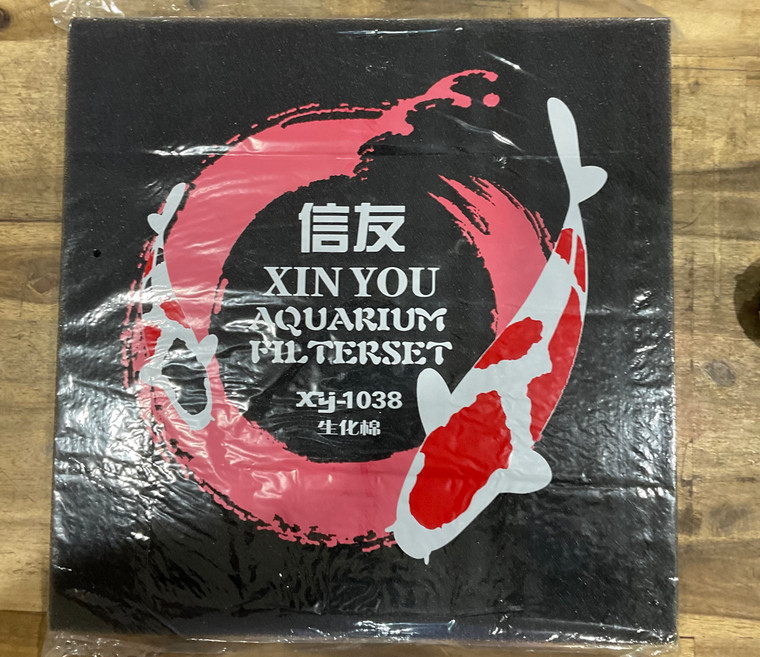 信友
XIN YOU
AQUARIUM
FILTERSET
XY-1038
生化棉